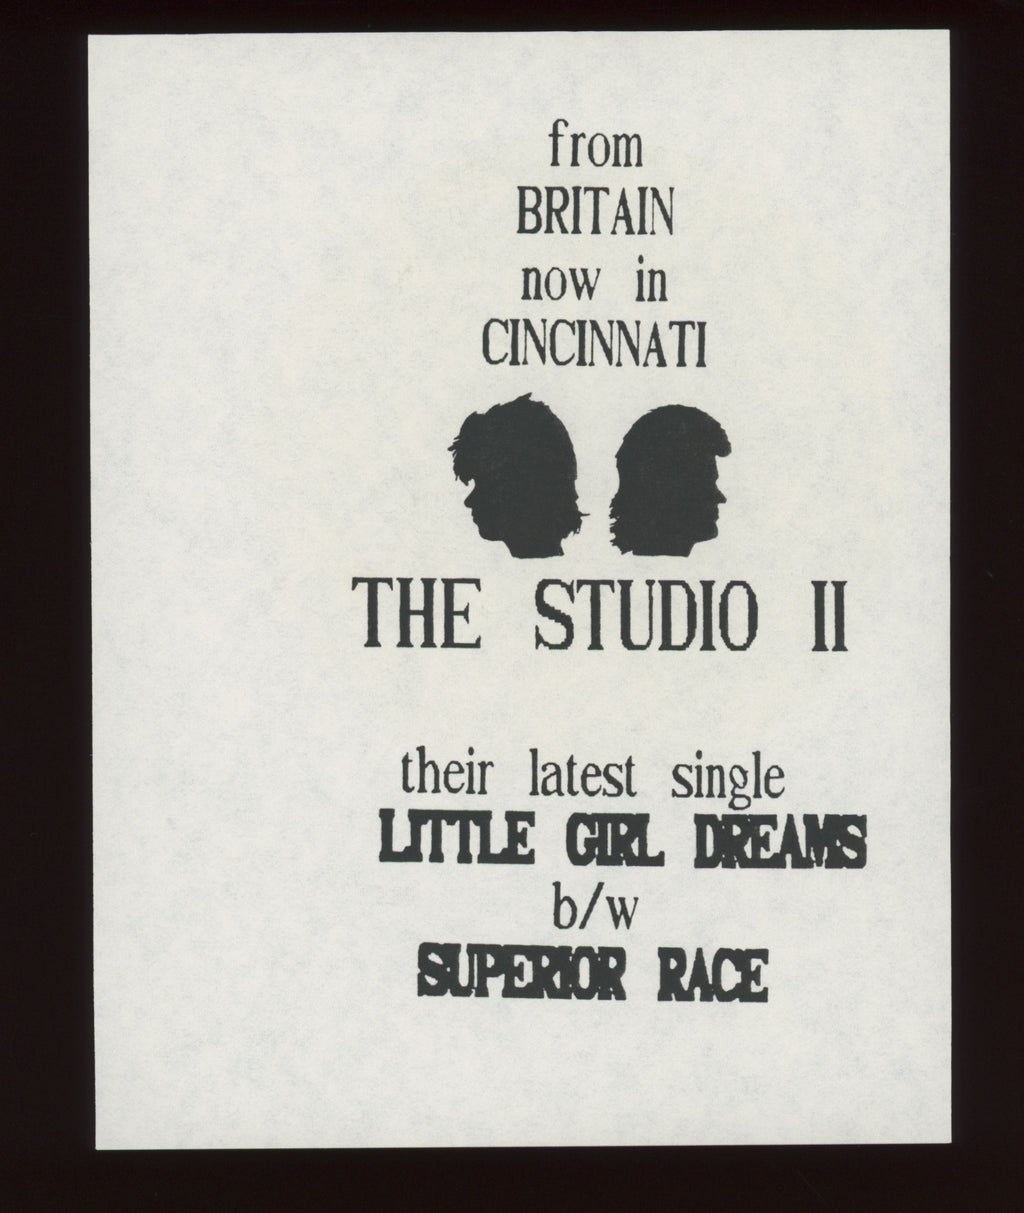 from
BRITAIN
now in
CINCINNATI
THE STUDIO II
their latest single
LITTLE GIRL DREAMS
b/w
SUPERIOR RACE